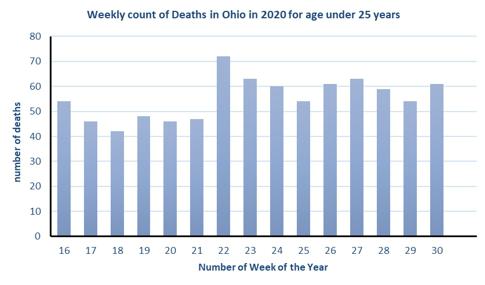 Weekly count of Deaths in Ohio in 2020 for age under 25 years
number of deaths
80
70
60
50
40
30
20
10
0
16 17 18 19 20 21 22 23 24 25 26 27 28 29 30
Number of Week of the Year